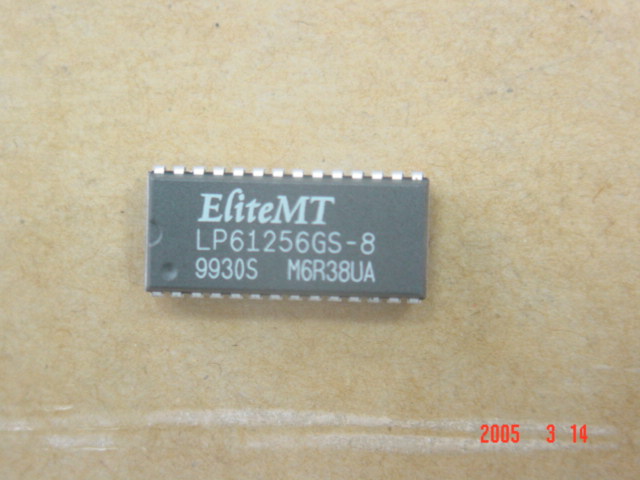 EliteMT
LP61256GS-8
9930S M6R38UA
2005 3 14